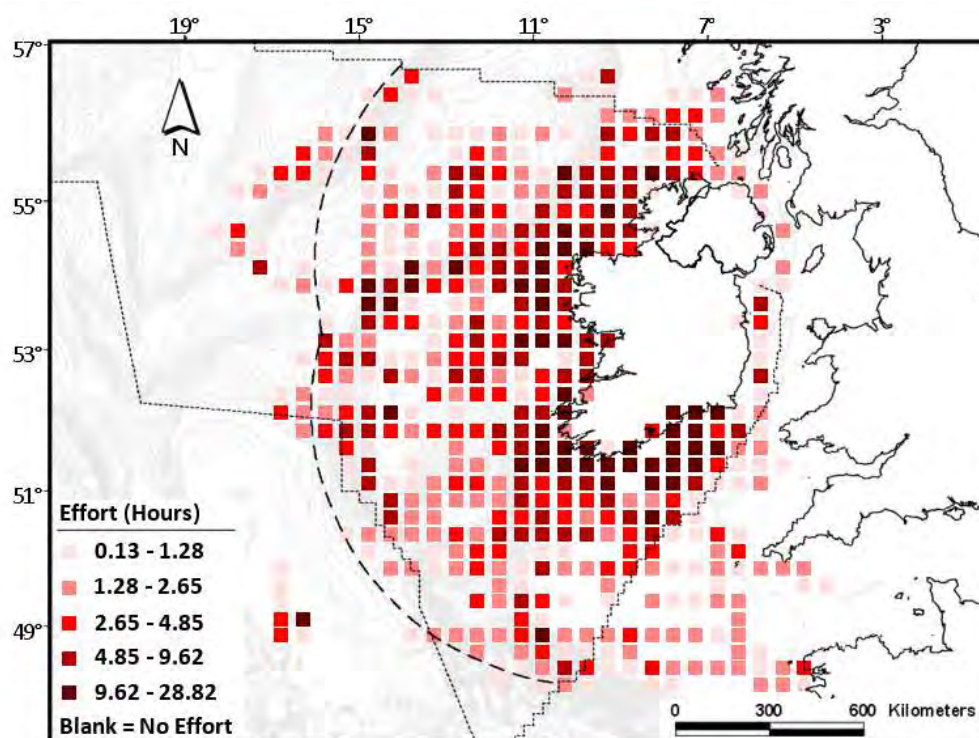 19° 15° 11° 7° 3°
57°
N
55°
53°
51°
Effort (Hours)
0.13 - 1.28
1.28 - 2.65
2.65 - 4.85
4.85 - 9.62
9.62 - 28.82
Blank = No Effort
49°
0 300 600 Kilometers